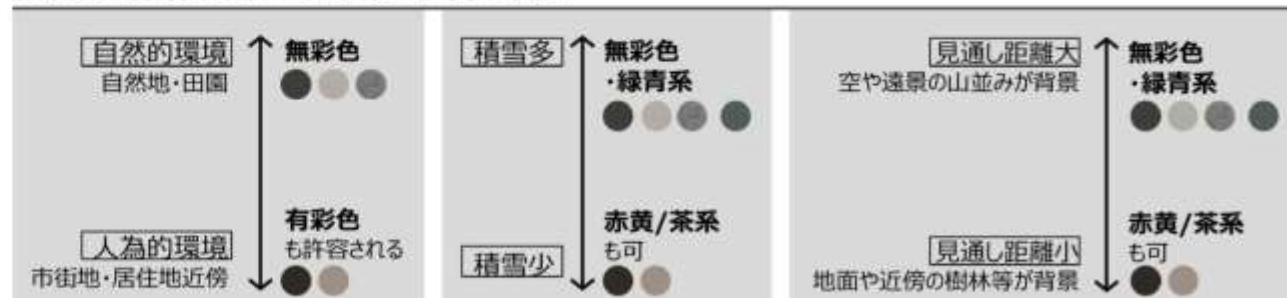 自然的環境
自然地・田園
無彩色
有彩色
も許容される
人為的環境
市街地・居住地近傍
積雪多
無彩色
・緑青系
赤黄/茶系
も可
積雪少
見通し距離大
空や遠景の山並みが背景
無彩色
・緑青系
赤黄/茶系
も可
見通し距離小
地面や近傍の樹林等が背景